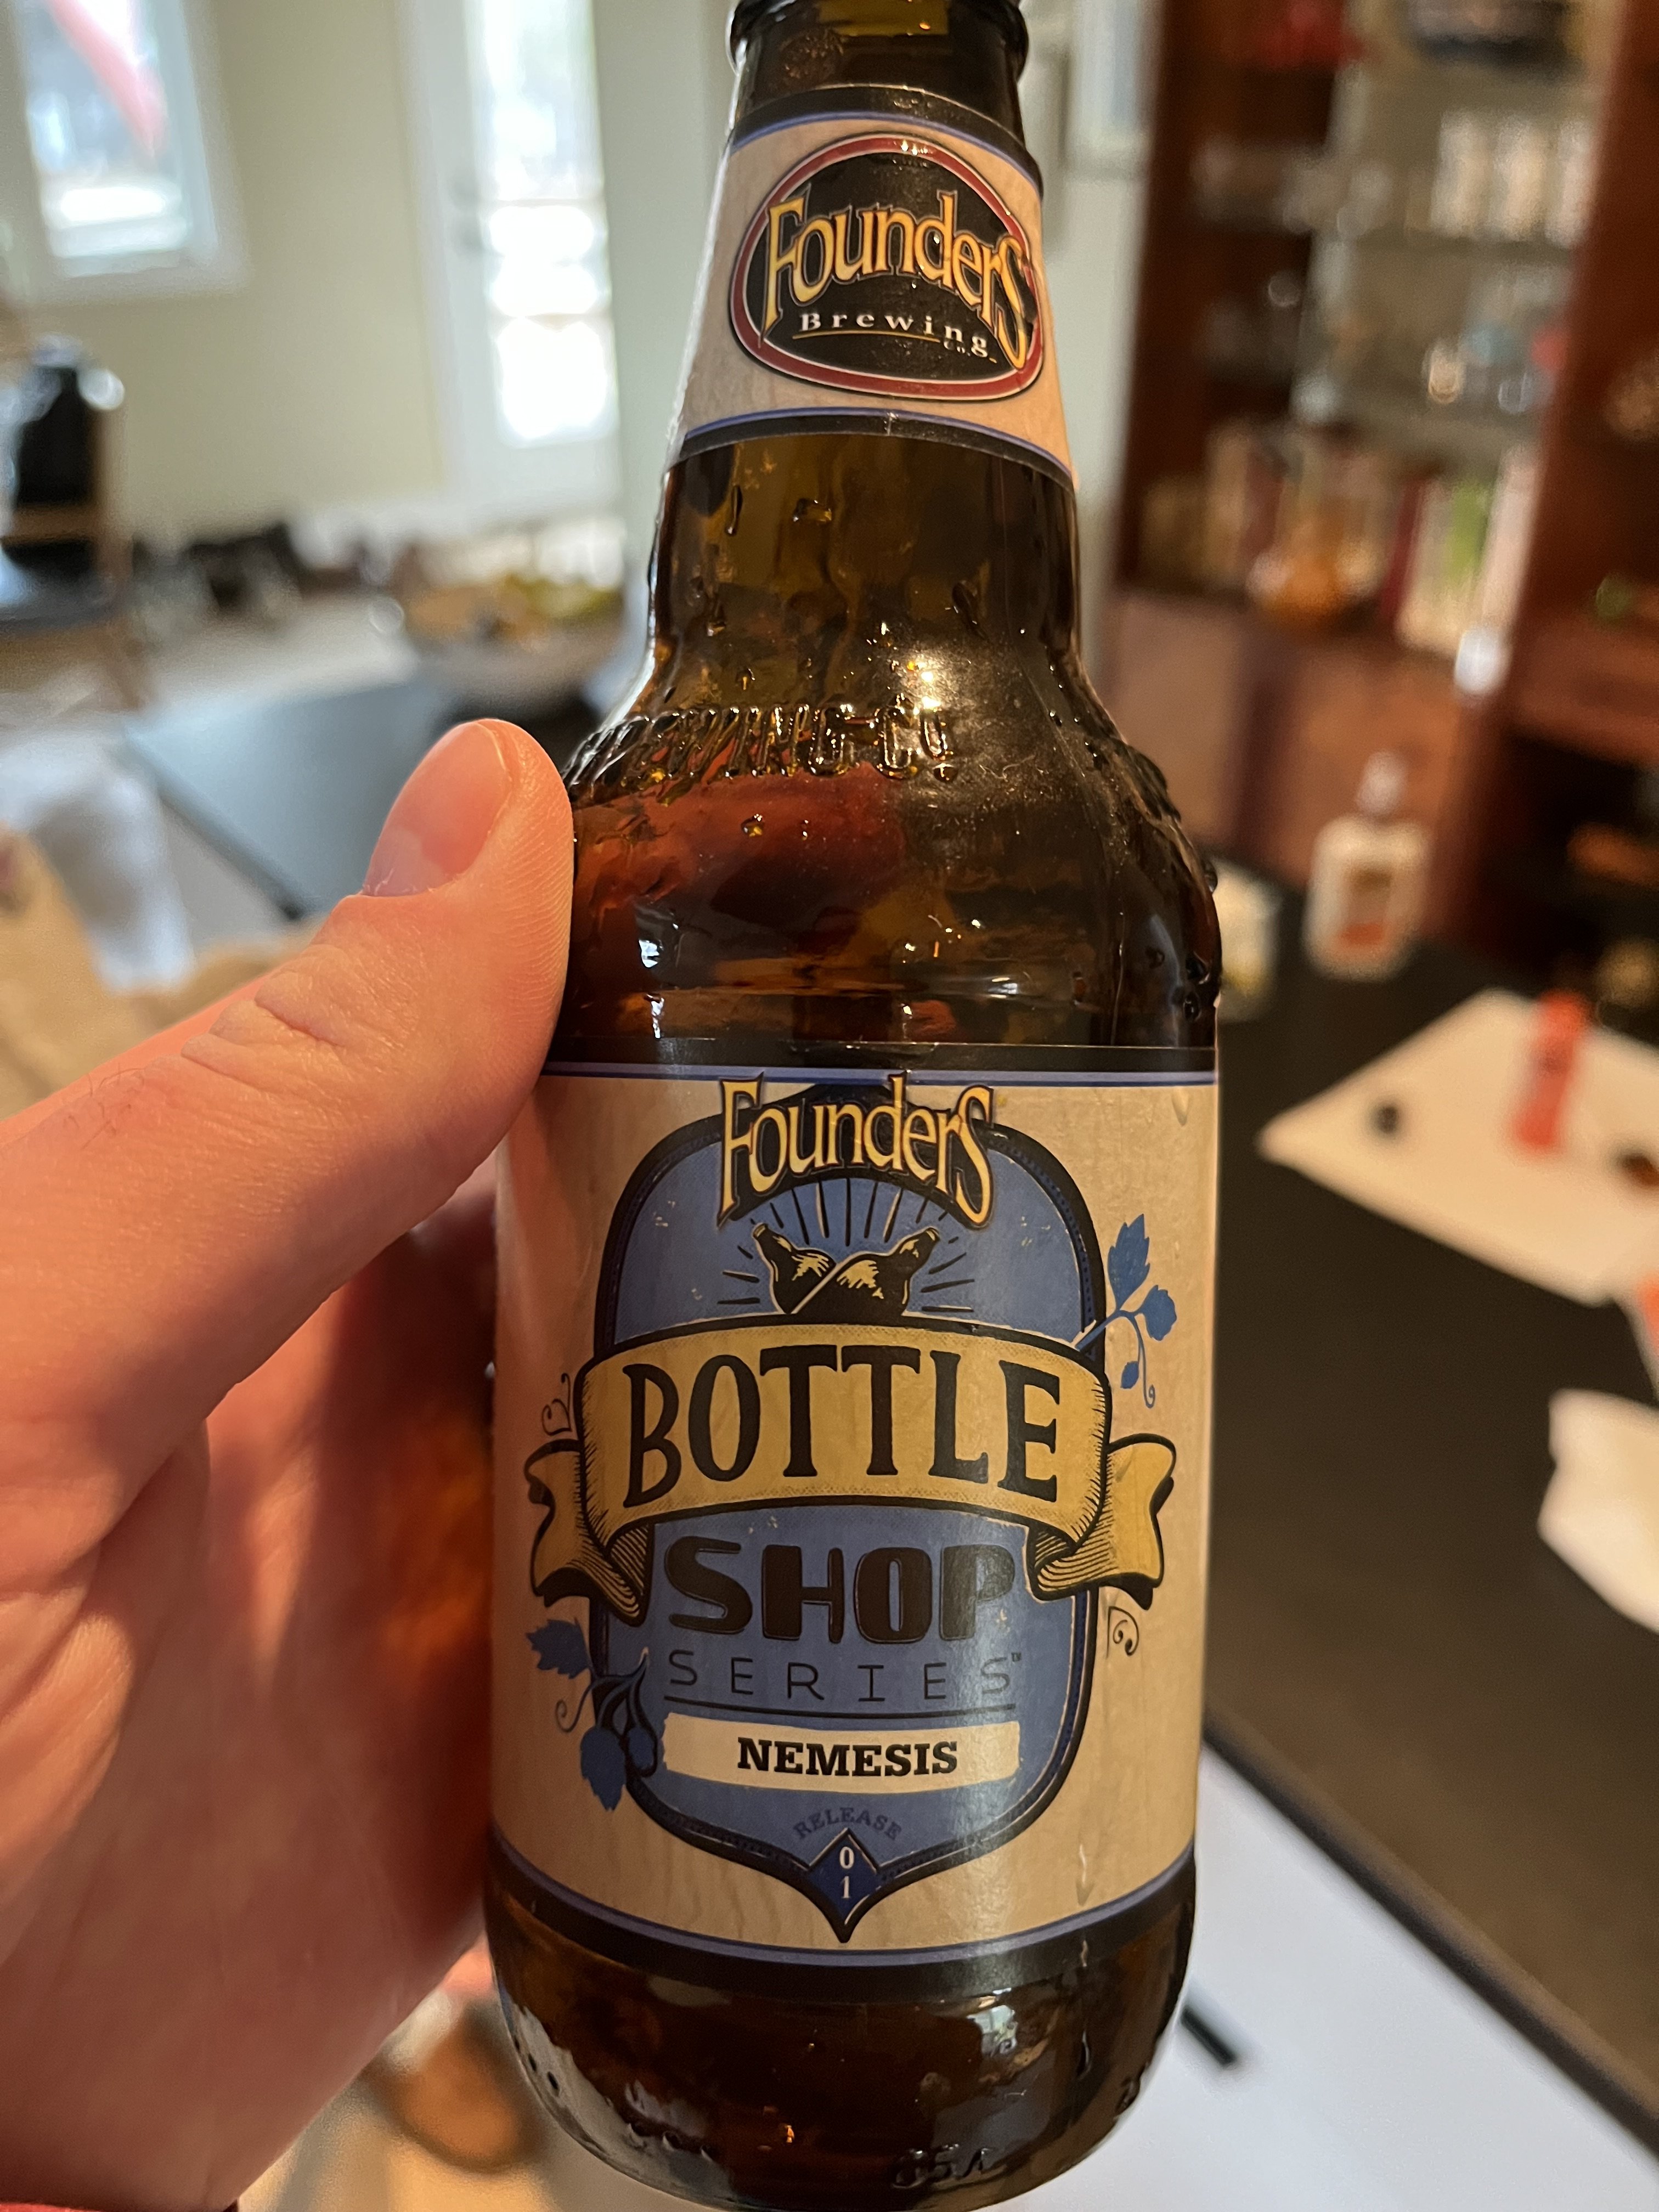 Founders
Brewing
Co.
BREWING CO
Founders
BOTTLE
SHOP
SERIES
NEMESIS
RELEASE
01